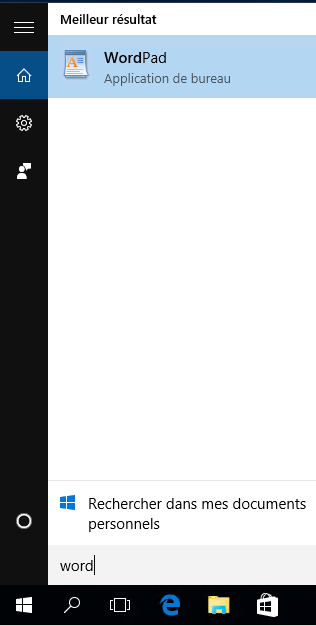 Meilleur résultat
WordPad
Application de bureau
Rechercher dans mes documents
personnels
word